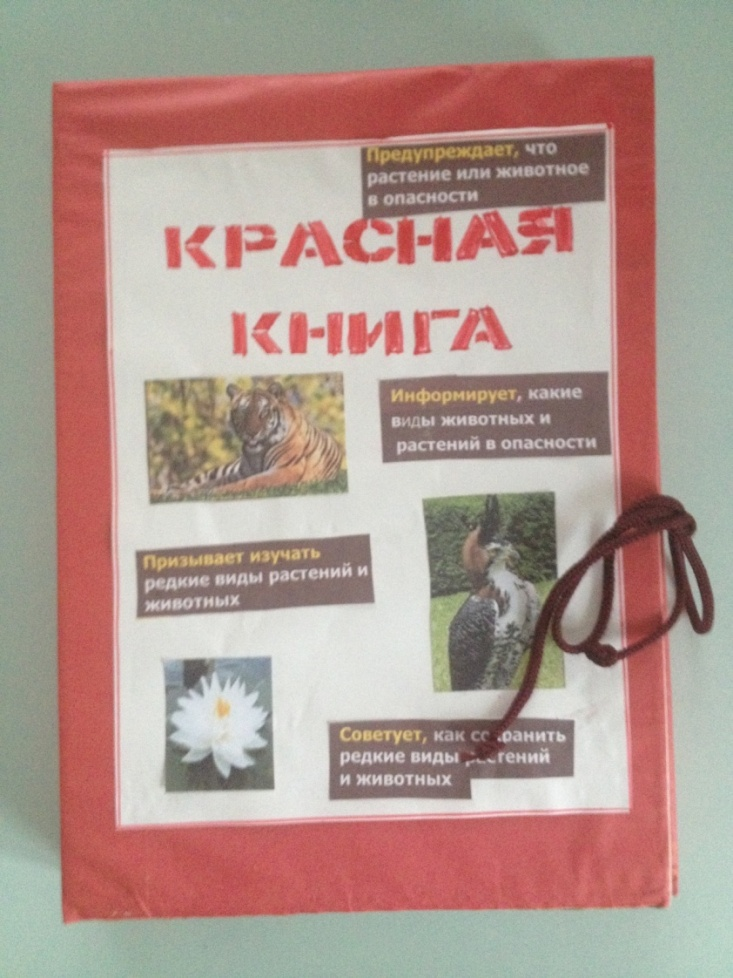 Предупреждает, что
растение или животное
в опасности
КРАСНАЯ
КНИГА
Информирует, какие
виды животных и
растений в опасности
Призывает изучать
редкие виды растений и
животных
Советует, как сохранить
редкие виды растений
и животных